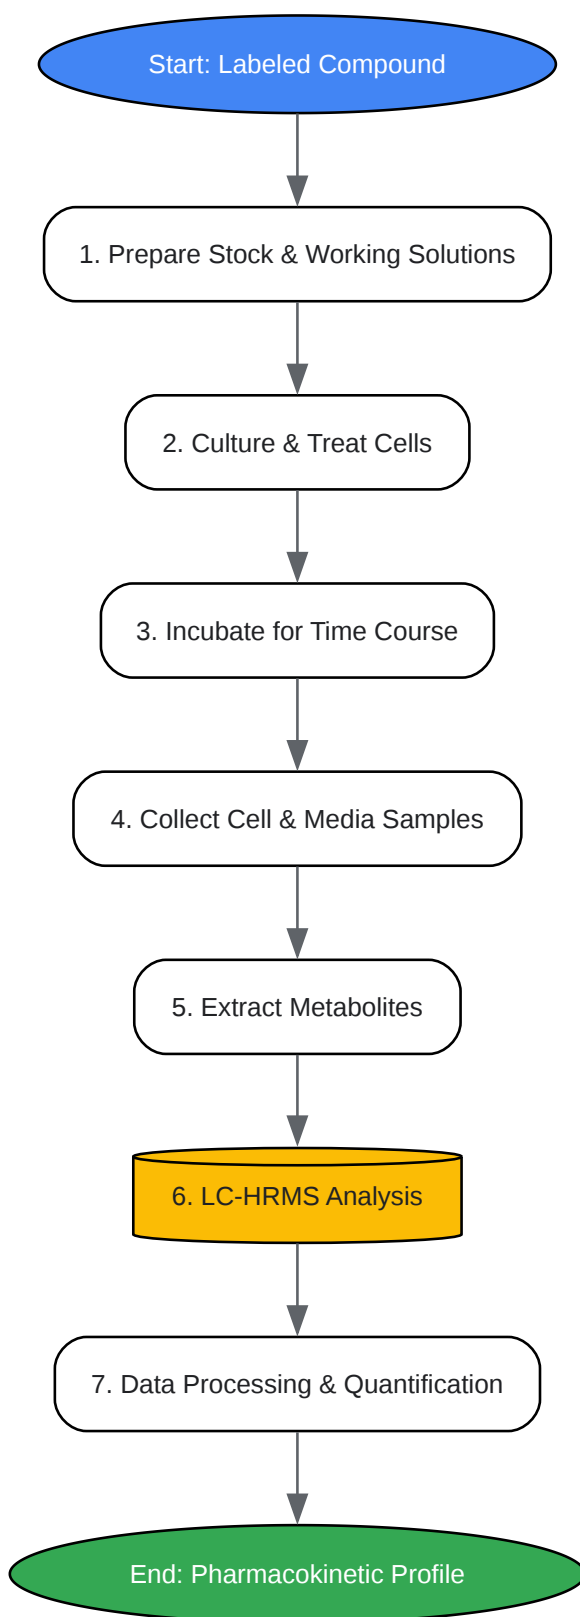 Start: Labeled Compound
1. Prepare Stock & Working Solutions
2. Culture & Treat Cells
3. Incubate for Time Course
4. Collect Cell & Media Samples
5. Extract Metabolites
6. LC-HRMS Analysis
7. Data Processing & Quantification
End: Pharmacokinetic Profile